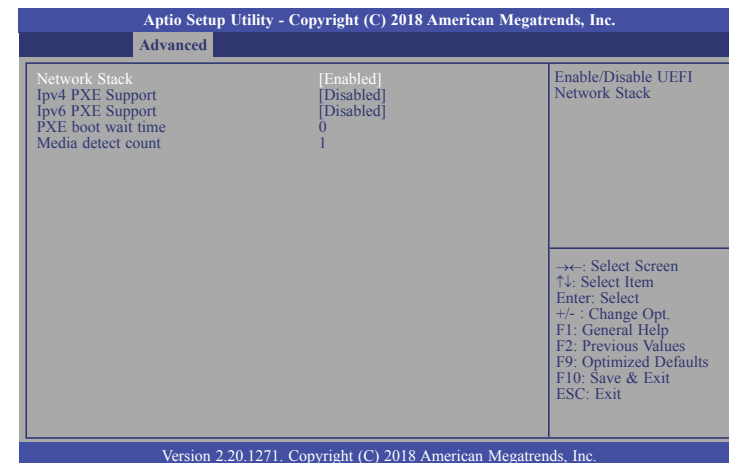 Aptio Setup Utility - Copyright (C) 2018 American Megatrends, Inc.
Advanced
Network Stack [Enabled]
Ipv4 PXE Support [Disabled]
Ipv6 PXE Support [Disabled]
PXE boot wait time 0
Media detect count 1
Enable/Disable UEFI
Network Stack
→←: Select Screen
↑↓: Select Item
Enter: Select
+/- : Change Opt.
F1: General Help
F2: Previous Values
F9: Optimized Defaults
F10: Save & Exit
ESC: Exit
Version 2.20.1271. Copyright (C) 2018 American Megatrends, Inc.